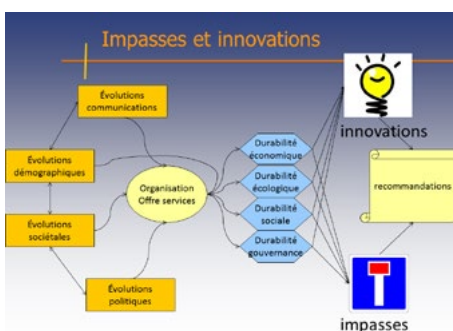 Impasses et innovations
Évolutions
communications
Évolutions
démographiques
Évolutions
sociétales
Évolutions
politiques
Organisation
Offre services
Durabilité
économique
Durabilité
écologique
Durabilité
sociale
Durabilité
gouvernance
innovations
recommandations
impasses